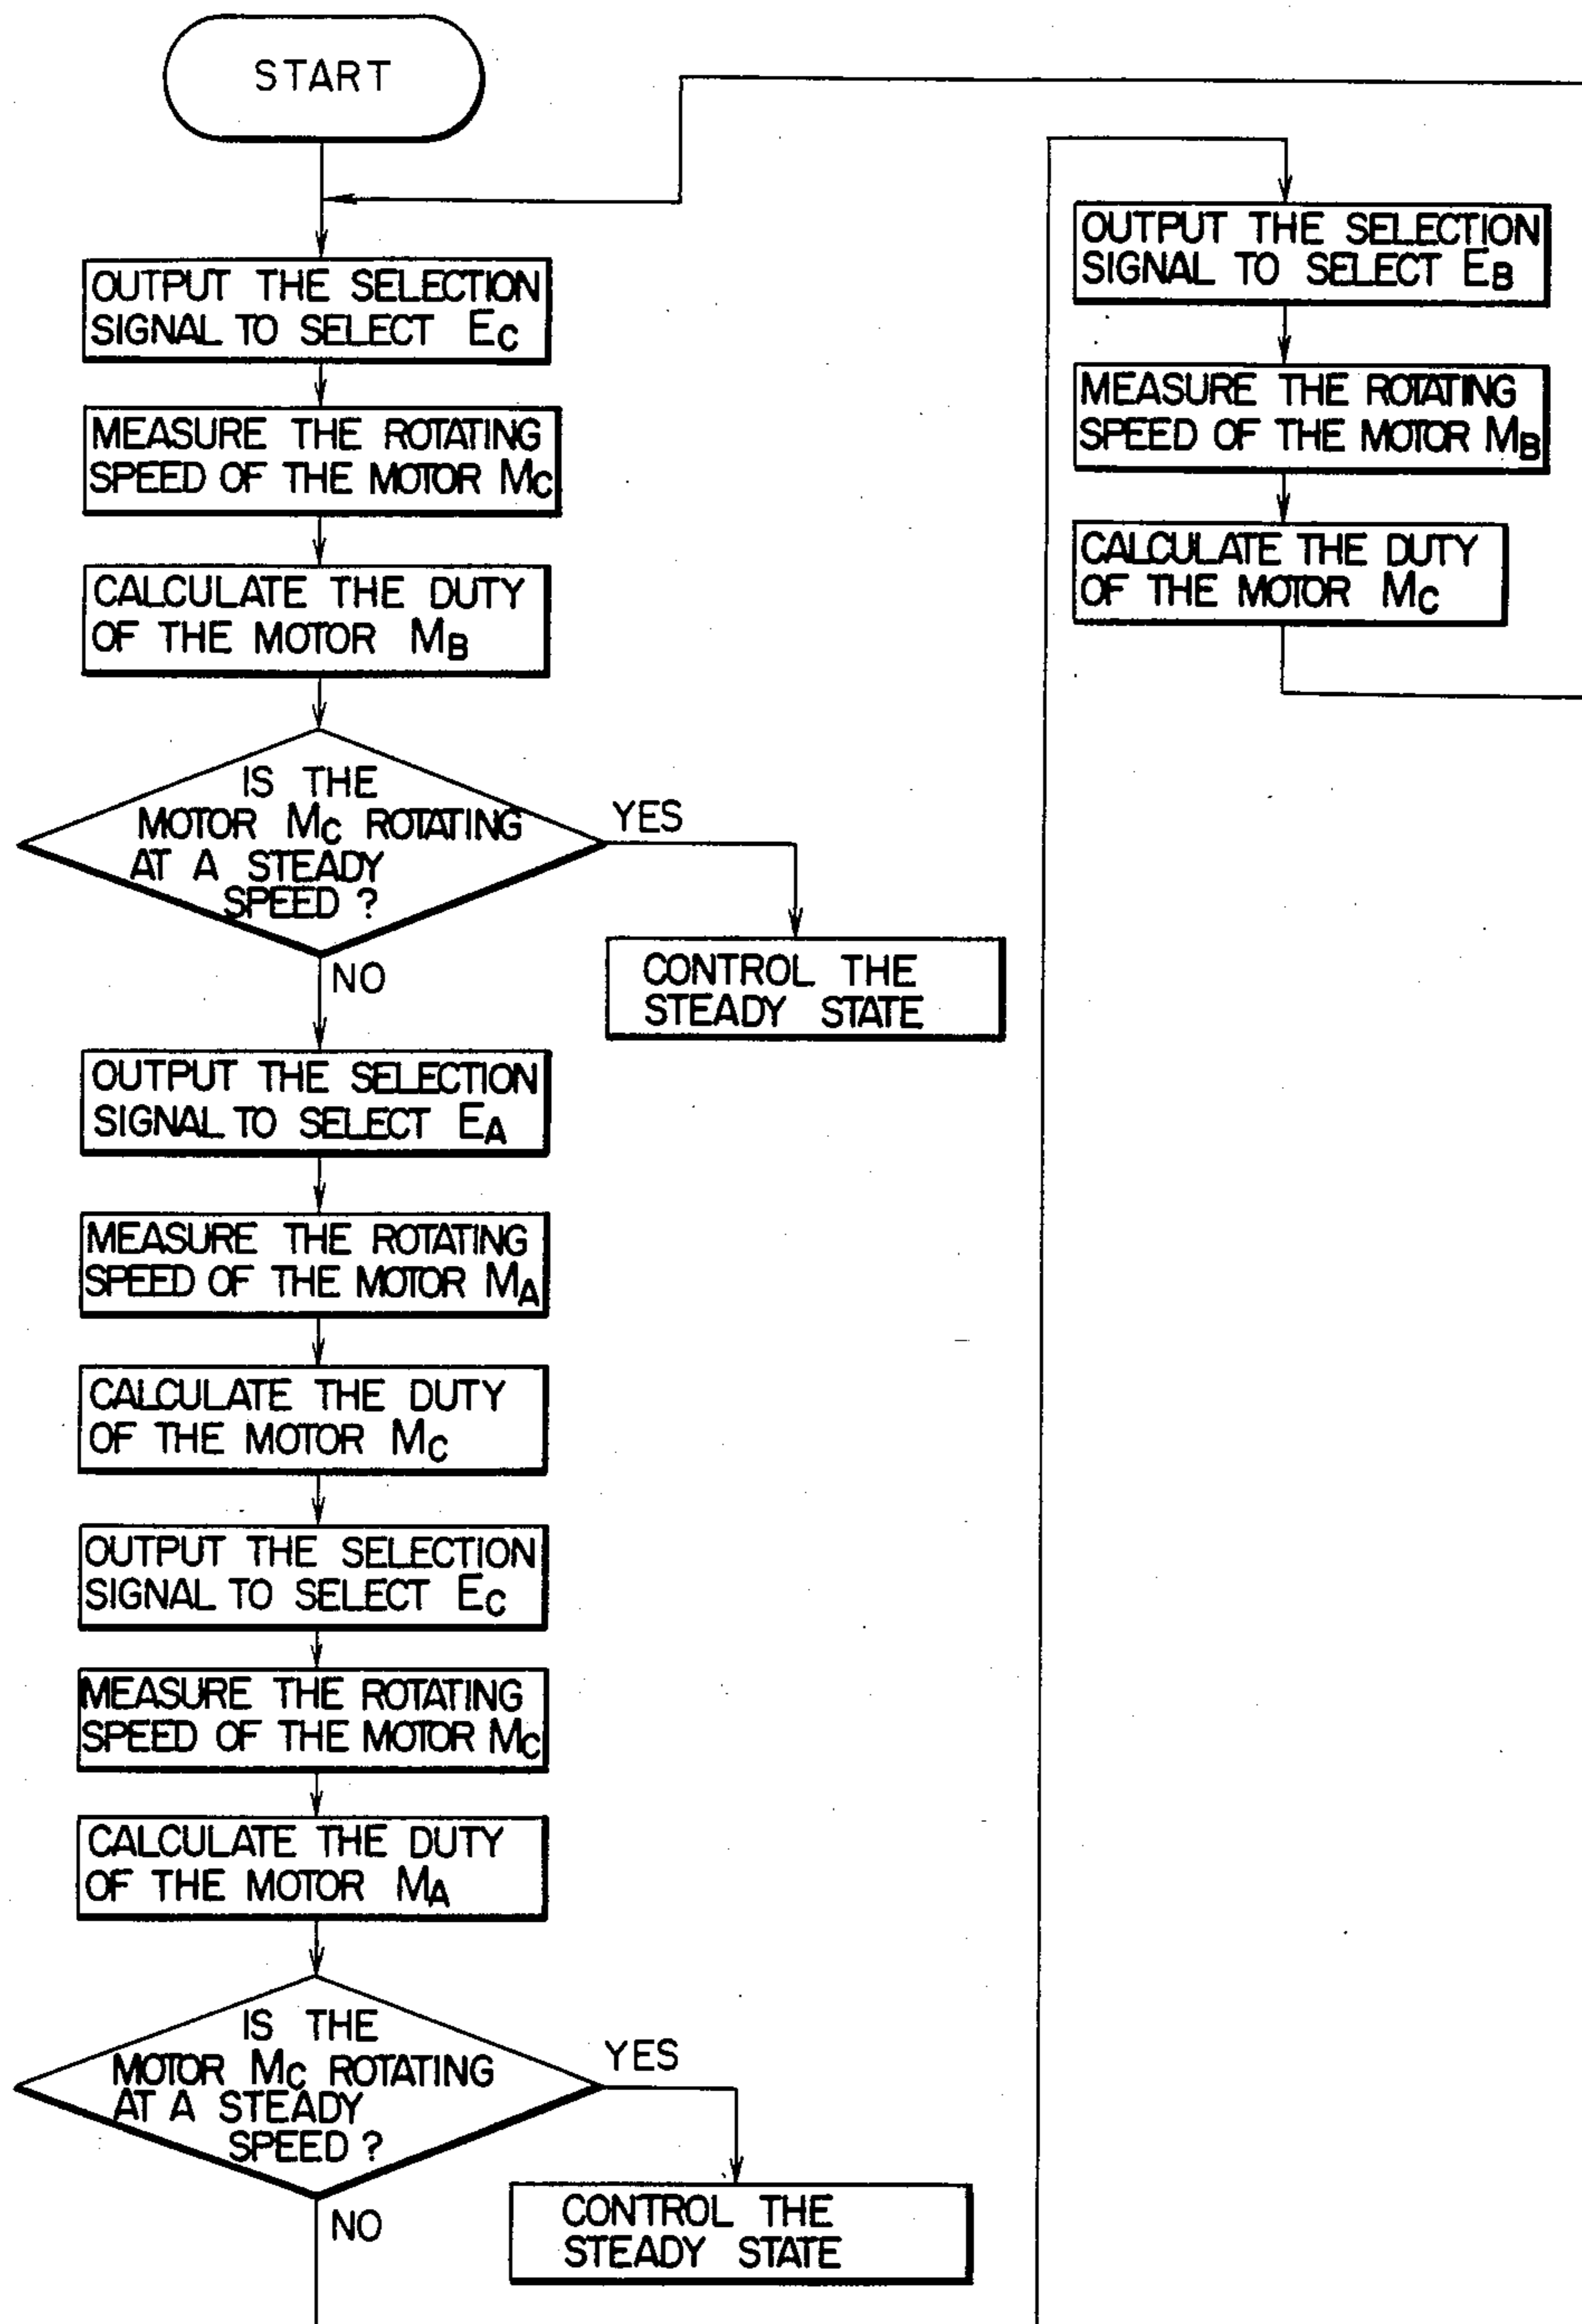 START
OUTPUT THE SELECTION
SIGNAL TO SELECT EC
MEASURE THE ROTATING
SPEED OF THE MOTOR MC
CALCULATE THE DUTY
OF THE MOTOR MB
IS THE
MOTOR MC ROTATING
AT A STEADY
SPEED ?
YES
NO
CONTROL THE
STEADY STATE
OUTPUT THE SELECTION
SIGNAL TO SELECT EA
MEASURE THE ROTATING
SPEED OF THE MOTOR MA
CALCULATE THE DUTY
OF THE MOTOR MC
OUTPUT THE SELECTION
SIGNAL TO SELECT EC
MEASURE THE ROTATING
SPEED OF THE MOTOR MC
CALCULATE THE DUTY
OF THE MOTOR MA
IS THE
MOTOR MC ROTATING
AT A STEADY
SPEED ?
YES
NO
CONTROL THE
STEADY STATE
OUTPUT THE SELECTION
SIGNAL TO SELECT EB
MEASURE THE ROTATING
SPEED OF THE MOTOR MB
CALCULATE THE DUTY
OF THE MOTOR MC